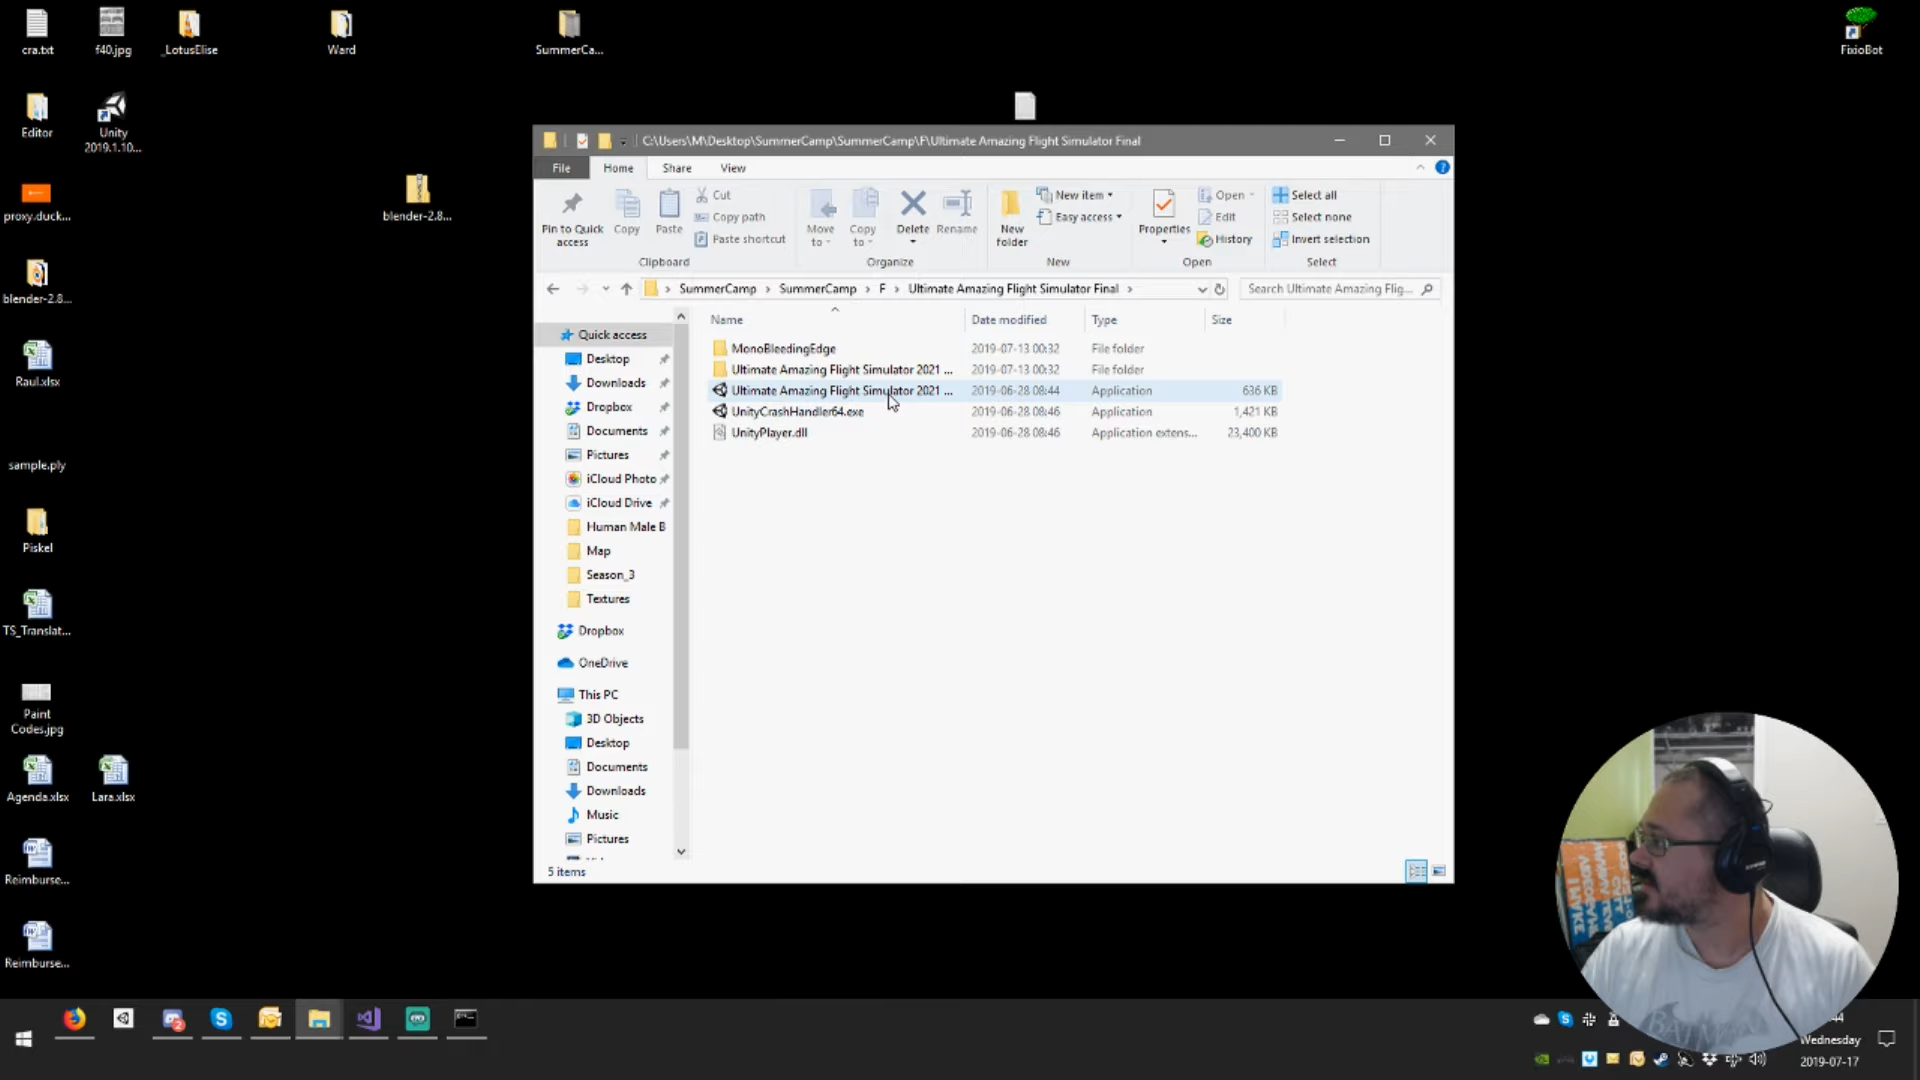 cra.txt
f40.jpg
_LotusElise
Ward
SummerCa...
FixioBot
Editor
Unity
2019.1.10...
proxy.duck...
blender-2.8...
blender-2.8...
Raul.xlsx
sample.ply
Piskel
TS_Translat...
Paint
Codes.jpg
Agenda.xlsx
Lara.xlsx
Reimburse...
Reimburse...
C:\Users\M\Desktop\SummerCamp\SummerCamp\F\Ultimate Amazing Flight Simulator Final
File
Home
Share
View
Pin to Quick
access
Copy
Paste
Cut
Copy path
Paste shortcut
Clipboard
Move
to
Copy
to
Delete
Rename
Organize
New
folder
New item
Easy access
New
Properties
Open
Edit
History
Open
Select all
Select none
Invert selection
Select
SummerCamp > SummerCamp > F > Ultimate Amazing Flight Simulator Final >
Search Ultimate Amazing Flig...
Name Date modified Type Size
MonoBleedingEdge 2019-07-13 00:32 File folder
Ultimate Amazing Flight Simulator 2021 ... 2019-07-13 00:32 File folder
Ultimate Amazing Flight Simulator 2021 ... 2019-06-28 08:44 Application 636 KB
UnityCrashHandler64.exe 2019-06-28 08:46 Application 1,421 KB
UnityPlayer.dll 2019-06-28 08:46 Application extens... 23,400 KB
Quick access
Desktop
Downloads
Dropbox
Documents
Pictures
iCloud Photo
iCloud Drive
Human Male B
Map
Season_3
Textures
Dropbox
OneDrive
This PC
3D Objects
Desktop
Documents
Downloads
Music
Pictures
5 items
44
Wednesday
2019-07-17